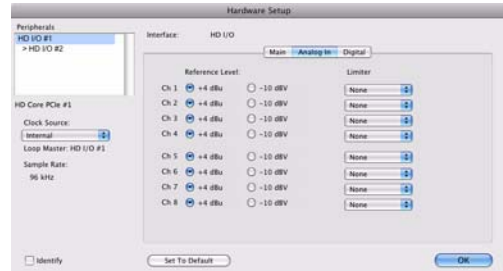 Hardware Setup
Peripherals
HD I/O #1
> HD I/O #2
Interface: HD I/O
Main Analog In Digital
Reference Level: Limiter
Ch 1 +4 dBu -10 dBV None
Ch 2 +4 dBu -10 dBV None
Ch 3 +4 dBu -10 dBV None
Ch 4 +4 dBu -10 dBV None
Ch 5 +4 dBu -10 dBV None
Ch 6 +4 dBu -10 dBV None
Ch 7 +4 dBu -10 dBV None
Ch 8 +4 dBu -10 dBV None
HD Core PCIe #1
Clock Source:
Internal
Loop Master: HD I/O #1
Sample Rate:
96 kHz
Identify
Set To Default
OK